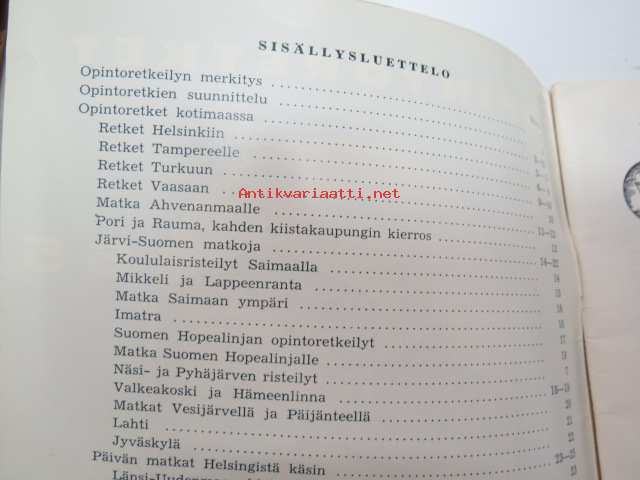 SISÄLLYSLUETTELO
Opintoretkeilyn merkitys
Opintoretkien suunnittelu
Opintoretket kotimaassa
Retket Helsinkiin
Retket Tampereelle
Retket Turkuun
Retket Vaasaan
Antikvariaatti.net
Matka Ahvenanmaalle
Pori ja Rauma, kahden kiistakaupungin kierros
Järvi-Suomen matkoja
Koululaisristeilyt Saimaalla
Mikkeli ja Lappeenranta
Matka Saimaan ympäri
Imatra
Suomen Hopealinjan opintoretkeilyt
Matka Suomen Hopealinjalle
Näsi- ja Pyhäjärven risteilyt
Valkeakoski ja Hämeenlinna
Matkat Vesijärvellä ja Päijänteellä
Lahti
Jyväskylä
Päivän matkat Helsingistä käsin